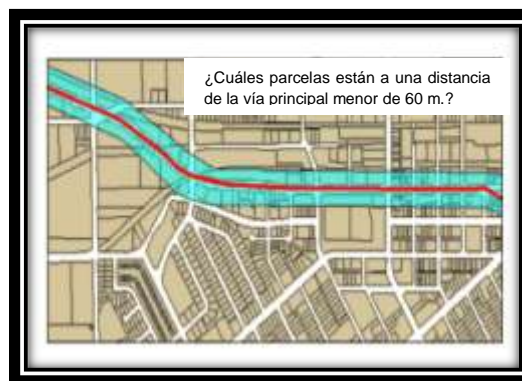 ¿Cuáles parcelas están a una distancia
de la vía principal menor de 60 m.?